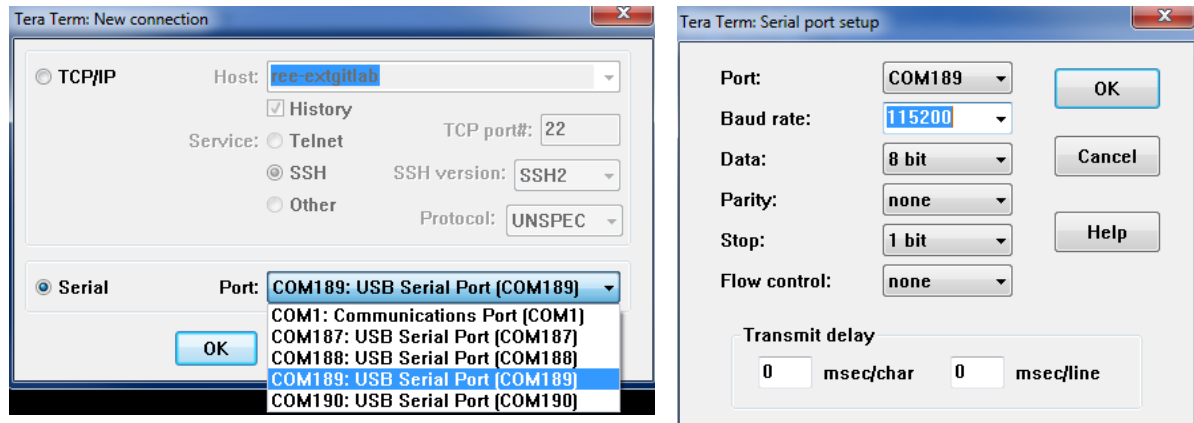 Tera Term: New connection
TCP/IP
Host: ree-extgitlab
History
Service: Telnet
TCP port#: 22
SSH
SSH version: SSH2
Other
Protocol: UNSPEC
Serial
Port: COM189: USB Serial Port (COM189)
COM1: Communications Port (COM1)
COM187: USB Serial Port (COM187)
COM188: USB Serial Port (COM188)
COM189: USB Serial Port (COM189)
COM190: USB Serial Port (COM190)
OK
Tera Term: Serial port setup
Port: COM189
OK
Baud rate: 115200
Data: 8 bit
Cancel
Parity: none
Stop: 1 bit
Help
Flow control: none
Transmit delay
0 msec/char 0 msec/line